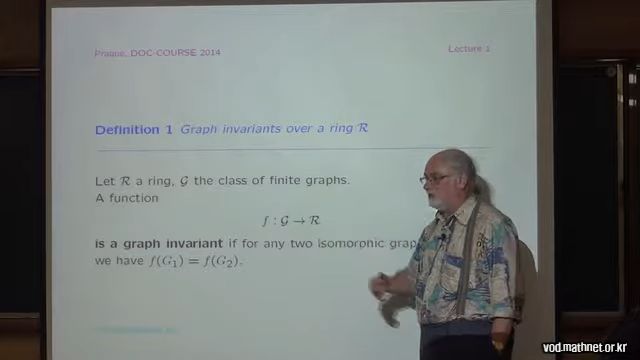 Prague, DOC-COURSE 2014
Lecture 1
Definition 1 Graph invariants over a ring R
Let R a ring, G the class of finite graphs.
A function
f : G → R
is a graph invariant if for any two isomorphic
we have f(G₁) = f(G₂).
vod.mathnet.or.kr